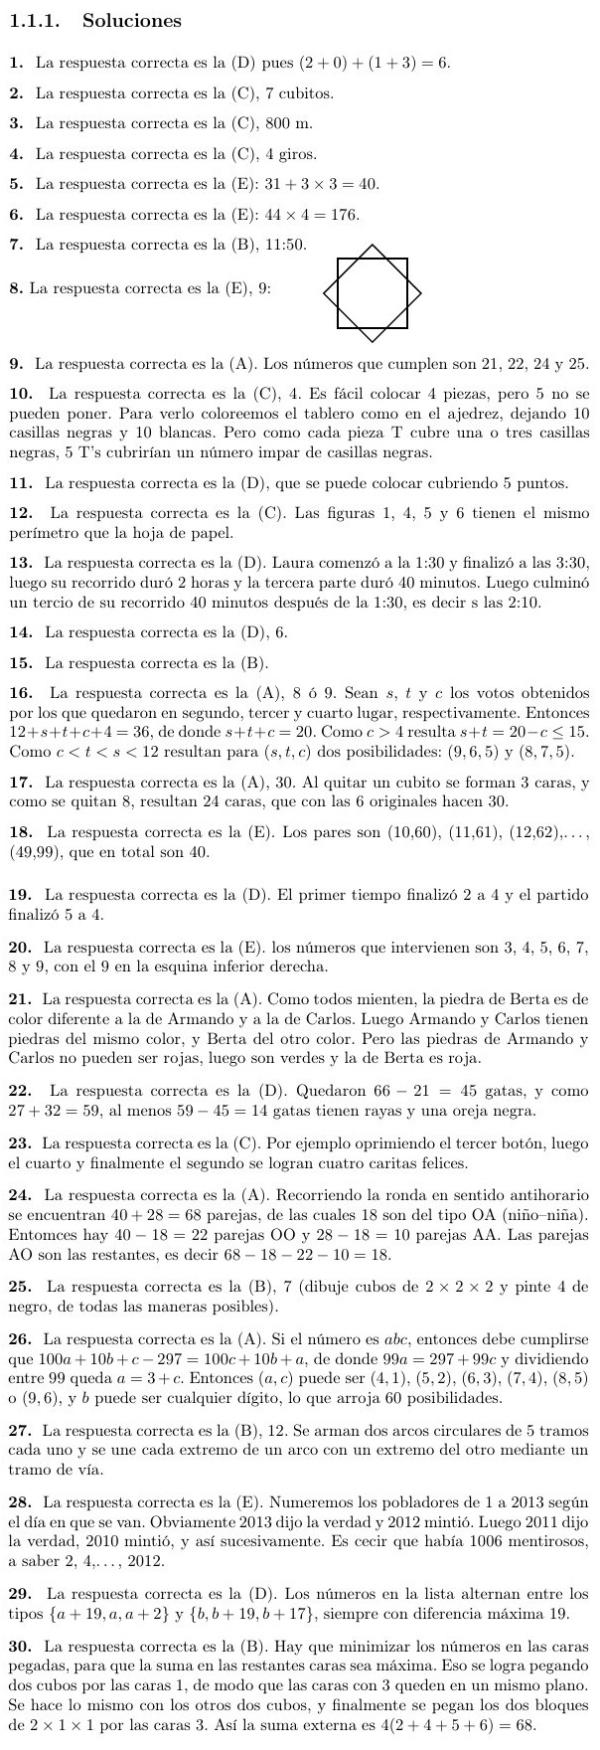 1.1.1. Soluciones
1. La respuesta correcta es la (D) pues (2 + 0) + (1 + 3) = 6.
2. La respuesta correcta es la (C), 7 cubitos.
3. La respuesta correcta es la (C), 800 m.
4. La respuesta correcta es la (C), 4 giros.
5. La respuesta correcta es la (E): 31 + 3 × 3 = 40.
6. La respuesta correcta es la (E): 44 × 4 = 176.
7. La respuesta correcta es la (B), 11:50.
8. La respuesta correcta es la (E), 9:
9. La respuesta correcta es la (A). Los números que cumplen son 21, 22, 24 y 25.
10. La respuesta correcta es la (C), 4. Es fácil colocar 4 piezas, pero 5 no se
pueden poner. Para verlo coloreemos el tablero como en el ajedrez, dejando 10
casillas negras y 10 blancas. Pero como cada pieza T cubre una o tres casillas
negras, 5 T's cubrirían un número impar de casillas negras.
11. La respuesta correcta es la (D), que se puede colocar cubriendo 5 puntos.
12. La respuesta correcta es la (C). Las figuras 1, 4, 5 y 6 tienen el mismo
perímetro que la hoja de papel.
13. La respuesta correcta es la (D). Laura comenzó a la 1:30 y finalizó a las 3:30,
luego su recorrido duró 2 horas y la tercera parte duró 40 minutos. Luego culminó
un tercio de su recorrido 40 minutos después de la 1:30, es decir s las 2:10.
14. La respuesta correcta es la (D), 6.
15. La respuesta correcta es la (B).
16. La respuesta correcta es la (A), 8 ó 9. Sean s, t y c los votos obtenidos
por los que quedaron en segundo, tercer y cuarto lugar, respectivamente. Entonces
12+s+t+c+4 = 36, de donde s+t+c = 20. Como c > 4 resulta s+t = 20−c ≤ 15.
Como c < t < s < 12 resultan para (s, t, c) dos posibilidades: (9, 6, 5) y (8, 7, 5).
17. La respuesta correcta es la (A), 30. Al quitar un cubito se forman 3 caras, y
como se quitan 8, resultan 24 caras, que con las 6 originales hacen 30.
18. La respuesta correcta es la (E). Los pares son (10,60), (11,61), (12,62),. . . ,
(49,99), que en total son 40.
19. La respuesta correcta es la (D). El primer tiempo finalizó 2 a 4 y el partido
finalizó 5 a 4.
20. La respuesta correcta es la (E). los números que intervienen son 3, 4, 5, 6, 7,
8 y 9, con el 9 en la esquina inferior derecha.
21. La respuesta correcta es la (A). Como todos mienten, la piedra de Berta es de
color diferente a la de Armando y a la de Carlos. Luego Armando y Carlos tienen
piedras del mismo color, y Berta del otro color. Pero las piedras de Armando y
Carlos no pueden ser rojas, luego son verdes y la de Berta es roja.
22. La respuesta correcta es la (D). Quedaron 66 − 21 = 45 gatas, y como
27 + 32 = 59, al menos 59 − 45 = 14 gatas tienen rayas y una oreja negra.
23. La respuesta correcta es la (C). Por ejemplo oprimiendo el tercer botón, luego
el cuarto y finalmente el segundo se logran cuatro caritas felices.
24. La respuesta correcta es la (A). Recorriendo la ronda en sentido antihorario
se encuentran 40 + 28 = 68 parejas, de las cuales 18 son del tipo OA (niño–niña).
Entomces hay 40 − 18 = 22 parejas OO y 28 − 18 = 10 parejas AA. Las parejas
AO son las restantes, es decir 68 − 18 − 22 − 10 = 18.
25. La respuesta correcta es la (B), 7 (dibuje cubos de 2 × 2 × 2 y pinte 4 de
negro, de todas las maneras posibles).
26. La respuesta correcta es la (A). Si el número es abc, entonces debe cumplirse
que 100a + 10b + c − 297 = 100c + 10b + a, de donde 99a = 297 + 99c y dividiendo
entre 99 queda a = 3 + c. Entonces (a, c) puede ser (4, 1), (5, 2), (6, 3), (7, 4), (8, 5)
o (9, 6), y b puede ser cualquier dígito, lo que arroja 60 posibilidades.
27. La respuesta correcta es la (B), 12. Se arman dos arcos circulares de 5 tramos
cada uno y se une cada extremo de un arco con un extremo del otro mediante un
tramo de vía.
28. La respuesta correcta es la (E). Numeremos los pobladores de 1 a 2013 según
el día en que se van. Obviamente 2013 dijo la verdad y 2012 mintió. Luego 2011 dijo
la verdad, 2010 mintió, y así sucesivamente. Es cecir que había 1006 mentirosos,
a saber 2, 4,. . . , 2012.
29. La respuesta correcta es la (D). Los números en la lista alternan entre los
tipos {a + 19, a, a + 2} y {b, b + 19, b + 17}, siempre con diferencia máxima 19.
30. La respuesta correcta es la (B). Hay que minimizar los números en las caras
pegadas, para que la suma en las restantes caras sea máxima. Eso se logra pegando
dos cubos por las caras 1, de modo que las caras con 3 queden en un mismo plano.
Se hace lo mismo con los otros dos cubos, y finalmente se pegan los dos bloques
de 2 × 1 × 1 por las caras 3. Así la suma externa es 4(2 + 4 + 5 + 6) = 68.